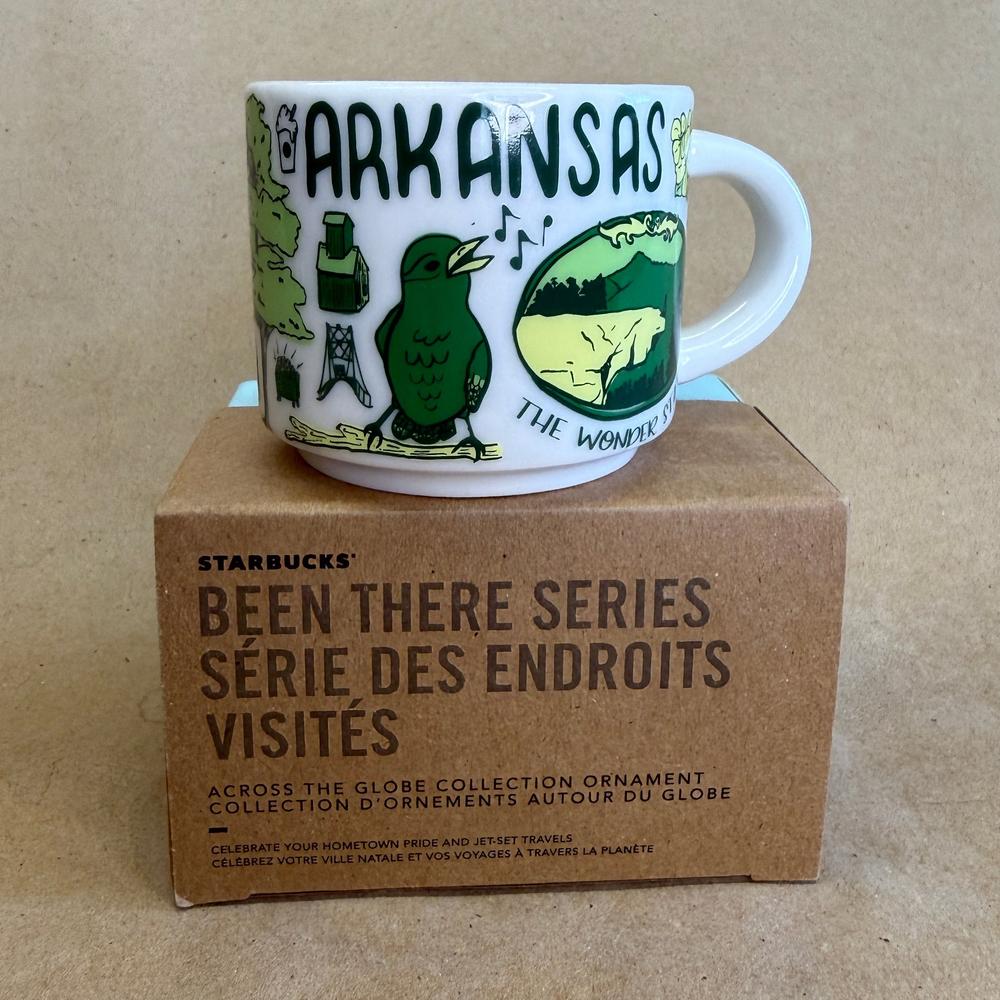 ARKANSAS
THE WONDER
STARBUCKS®
BEEN THERE SERIES
SÉRIE DES ENDROITS
VISITÉS
ACROSS THE GLOBE COLLECTION ORNAMENT
COLLECTION D'ORNEMENTS AUTOUR DU GLOBE
CELEBRATE YOUR HOMETOWN PRIDE AND JET-SET TRAVELS
CÉLÉBREZ VOTRE VILLE NATALE ET VOS VOYAGES À TRAVERS LA PLANÈTE